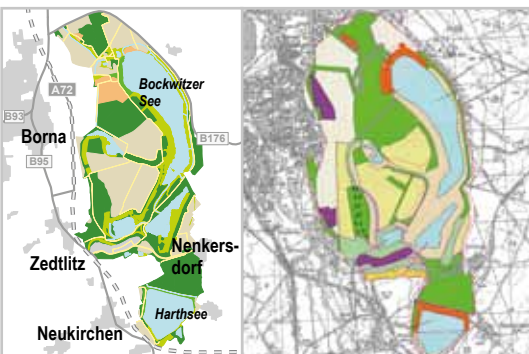 Bockwitzer
See
A72
B93
Borna
B176
B95
Nenkers-
dorf
Zedtlitz
Harthsee
Neukirchen